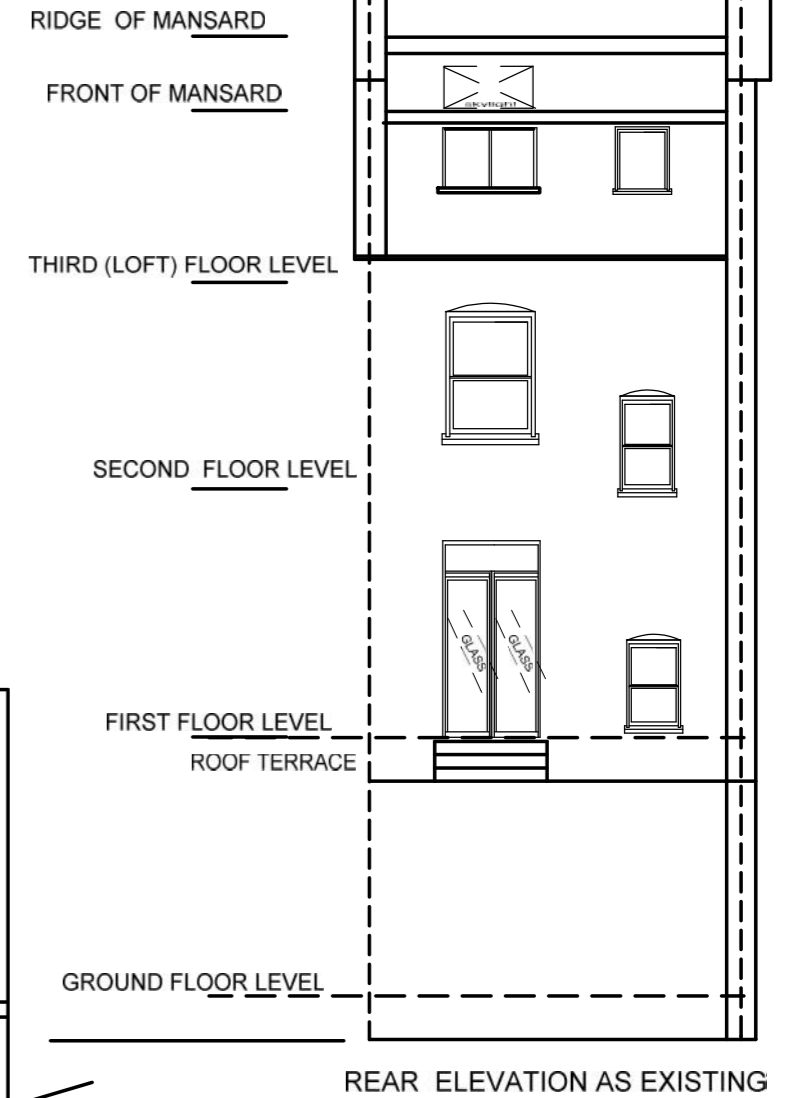 RIDGE OF MANSARD
FRONT OF MANSARD
skylight
THIRD (LOFT) FLOOR LEVEL
SECOND FLOOR LEVEL
GLASS
GLASS
FIRST FLOOR LEVEL
ROOF TERRACE
GROUND FLOOR LEVEL
REAR ELEVATION AS EXISTING